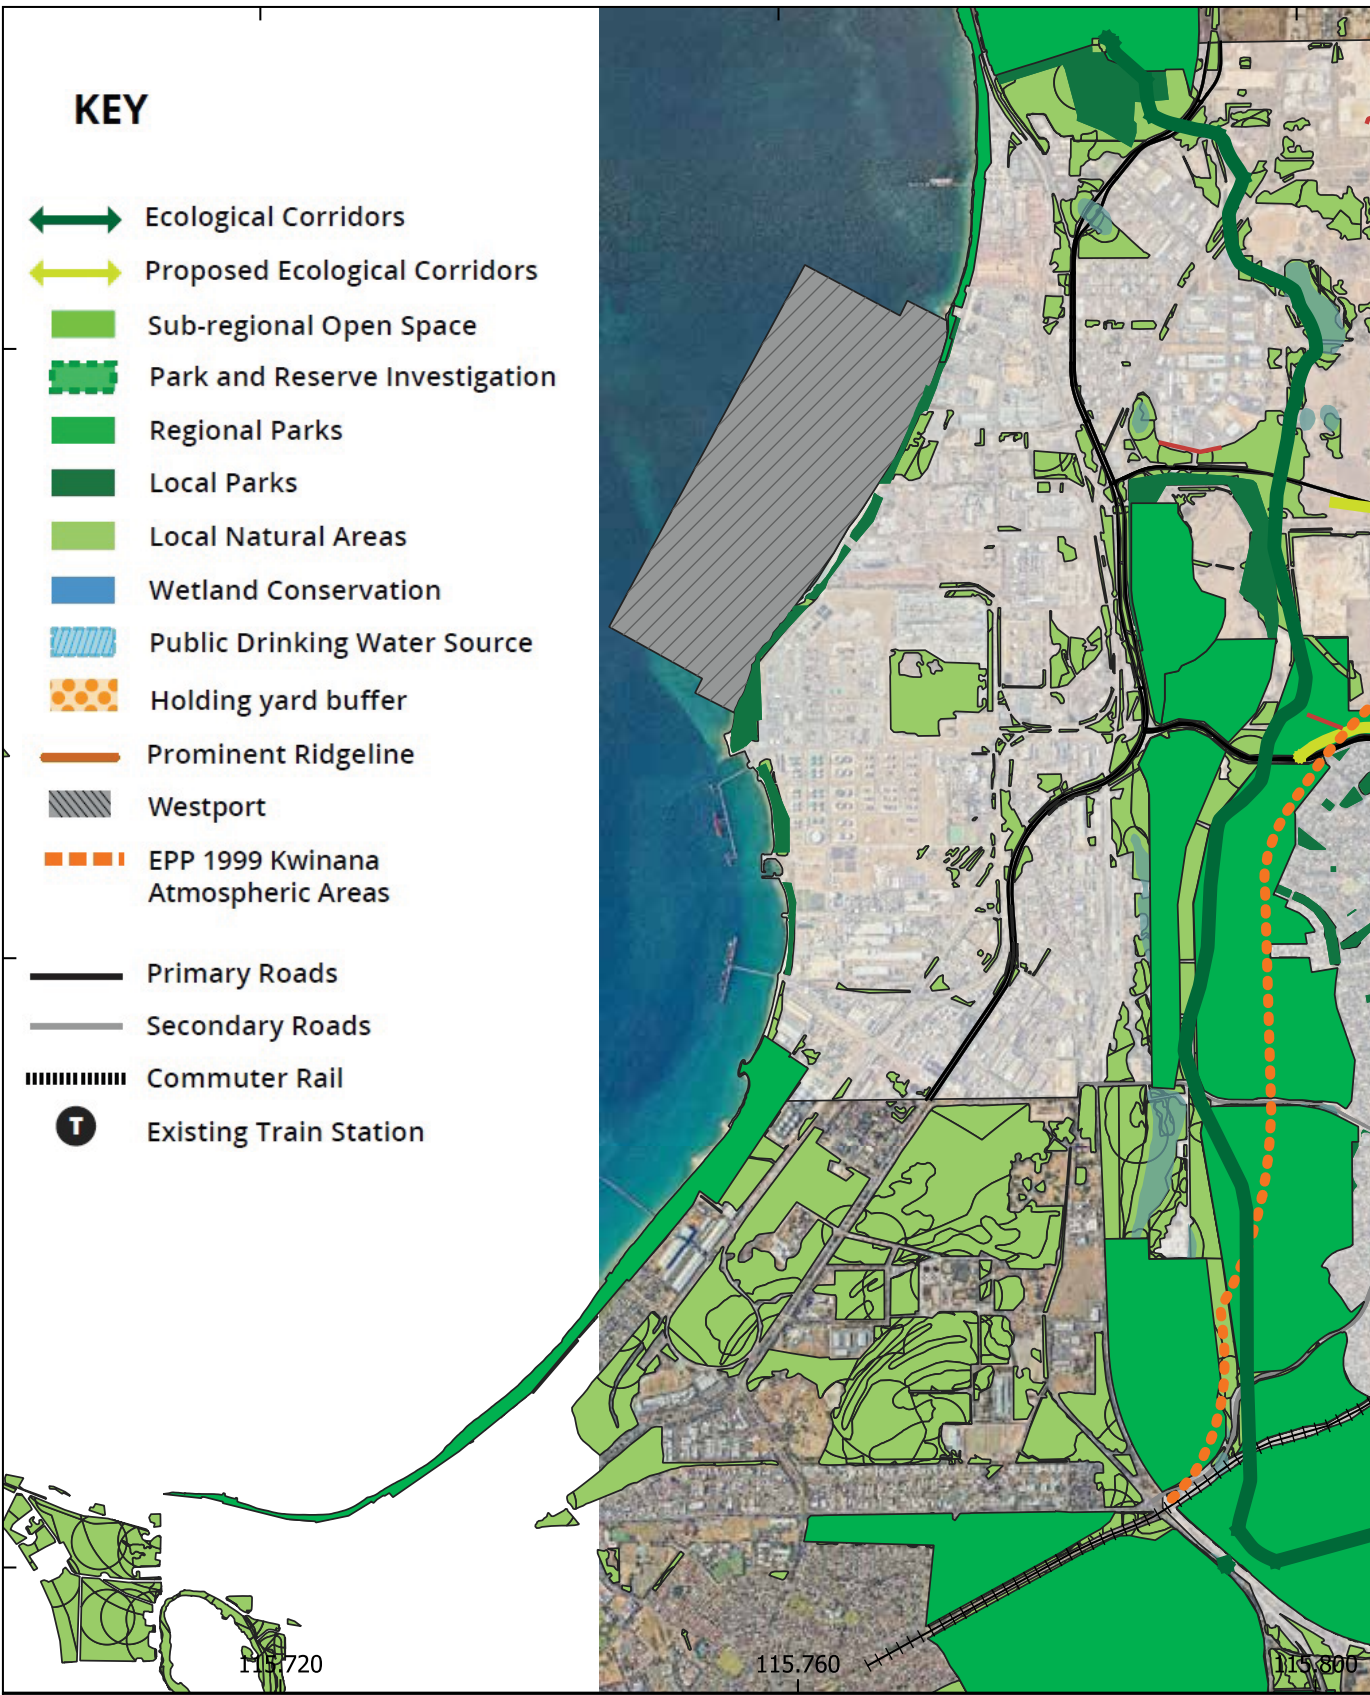 KEY
Ecological Corridors
Proposed Ecological Corridors
Sub-regional Open Space
Park and Reserve Investigation
Regional Parks
Local Parks
Local Natural Areas
Wetland Conservation
Public Drinking Water Source
Holding yard buffer
Prominent Ridgeline
Westport
EPP 1999 Kwinana
Atmospheric Areas
Primary Roads
Secondary Roads
Commuter Rail
T
Existing Train Station
115.720
115.760
115.800